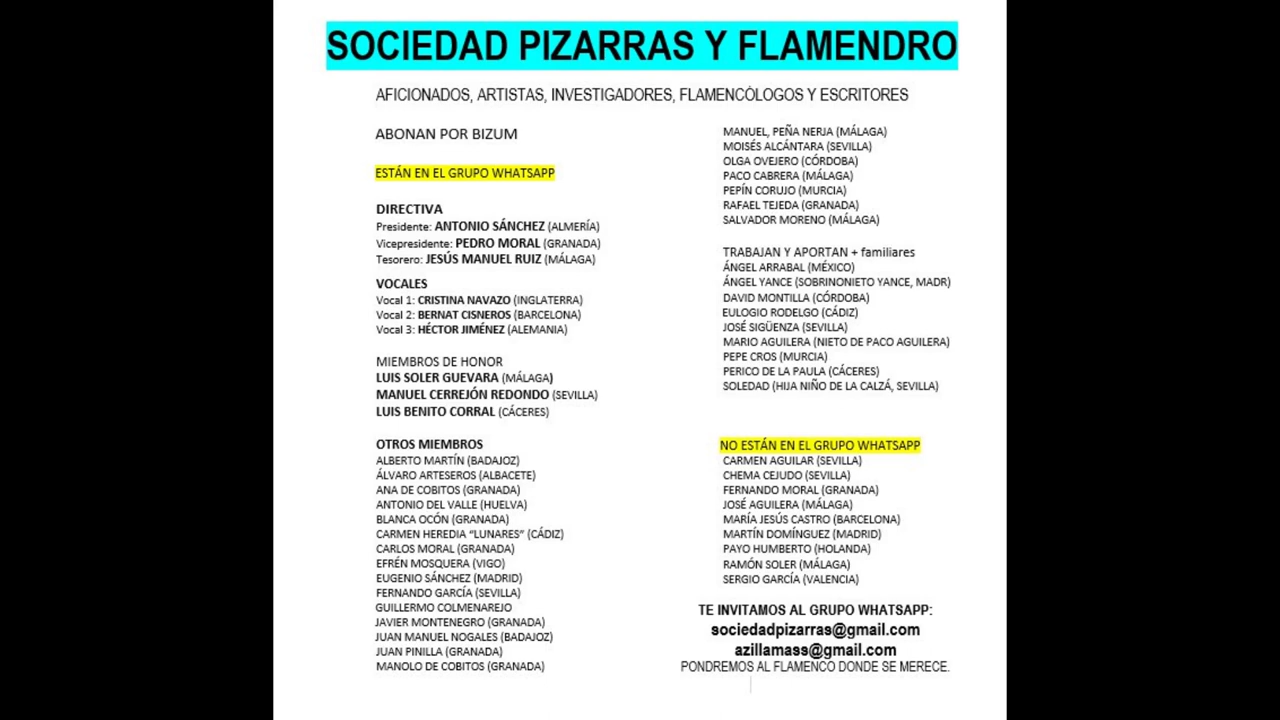 SOCIEDAD PIZARRAS Y FLAMENDRO
AFICIONADOS, ARTISTAS, INVESTIGADORES, FLAMENCÓLOGOS Y ESCRITORES
ABONAN POR BIZUM
ESTÁN EN EL GRUPO WHATSAPP
DIRECTIVA
Presidente: ANTONIO SÁNCHEZ (ALMERÍA)
Vicepresidente: PEDRO MORAL (GRANADA)
Tesorero: JESÚS MANUEL RUIZ (MÁLAGA)
VOCALES
Vocal 1: CRISTINA NAVAZO (INGLATERRA)
Vocal 2: BERNAT CISNEROS (BARCELONA)
Vocal 3: HÉCTOR JIMÉNEZ (ALEMANIA)
MIEMBROS DE HONOR
LUIS SOLER GUEVARA (MÁLAGA)
MANUEL CERREJÓN REDONDO (SEVILLA)
LUIS BENITO CORRAL (CÁCERES)
OTROS MIEMBROS
ALBERTO MARTÍN (BADAJOZ)
ÁLVARO ARTESEROS (ALBACETE)
ANA DE COBITOS (GRANADA)
ANTONIO DEL VALLE (HUELVA)
BLANCA OCÓN (GRANADA)
CARMEN HEREDIA “LUNARES” (CÁDIZ)
CARLOS MORAL (GRANADA)
EFRÉN MOSQUERA (VIGO)
EUGENIO SÁNCHEZ (MADRID)
FERNANDO GARCÍA (SEVILLA)
GUILLERMO COLMENAREJO
JAVIER MONTENEGRO (GRANADA)
JUAN MANUEL NOGALES (BADAJOZ)
JUAN PINILLA (GRANADA)
MANOLO DE COBITOS (GRANADA)
MANUEL, PEÑA NERJA (MÁLAGA)
MOISÉS ALCÁNTARA (SEVILLA)
OLGA OVEJERO (CÓRDOBA)
PACO CABRERA (MÁLAGA)
PEPÍN CORUJO (MURCIA)
RAFAEL TEJEDA (GRANADA)
SALVADOR MORENO (MÁLAGA)
TRABAJAN Y APORTAN + familiares
ÁNGEL ARRABAL (MÉXICO)
ÁNGEL YANCE (SOBRINONIETO YANCE, MADR)
DAVID MONTILLA (CÓRDOBA)
EULOGIO RODELGO (CÁDIZ)
JOSÉ SIGÜENZA (SEVILLA)
MARIO AGUILERA (NIETO DE PACO AGUILERA)
PEPE CROS (MURCIA)
PERICO DE LA PAULA (CÁCERES)
SOLEDAD (HIJA NIÑO DE LA CALZÁ, SEVILLA)
NO ESTÁN EN EL GRUPO WHATSAPP
CARMEN AGUILAR (SEVILLA)
CHEMA CEJUDO (SEVILLA)
FERNANDO MORAL (GRANADA)
JOSÉ AGUILERA (MÁLAGA)
MARÍA JESÚS CASTRO (BARCELONA)
MARTÍN DOMÍNGUEZ (MADRID)
PAYO HUMBERTO (HOLANDA)
RAMÓN SOLER (MÁLAGA)
SERGIO GARCÍA (VALENCIA)
TE INVITAMOS AL GRUPO WHATSAPP:
sociedadpizarras@gmail.com
azillamass@gmail.com
PONDREMOS AL FLAMENCO DONDE SE MERECE.